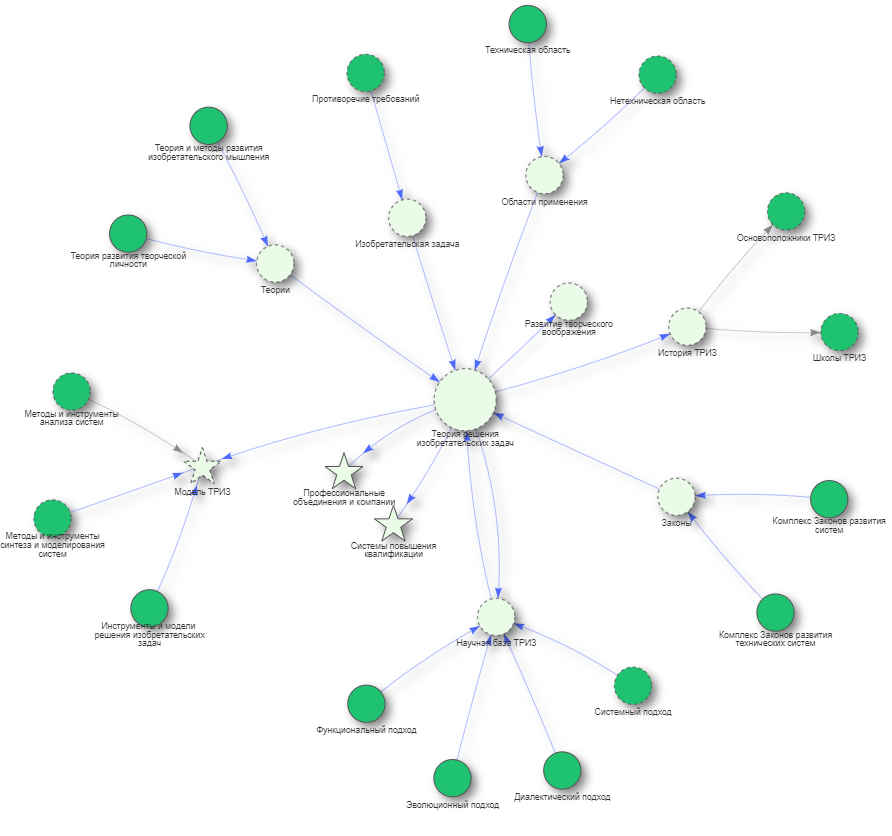 Техническая область
Противоречие требований
Нетехническая область
Теория и методы развития
изобретательского мышления
Области применения
Изобретательская задача
Основоположники ТРИЗ
Теория развития творческой
личности
Теории
Развитие творческого
воображения
История ТРИЗ
Школы ТРИЗ
Методы и инструменты
анализа систем
Теория решения
изобретательских задач
Модель ТРИЗ
Профессиональные
объединения и компании
Законы
Комплекс Законов развития
систем
Методы и инструменты
синтеза и моделирования
систем
Системы повышения
квалификации
Инструменты и модели
решения изобретательских
задач
Научная база ТРИЗ
Комплекс Законов развития
технических систем
Системный подход
Функциональный подход
Диалектический подход
Эволюционный подход